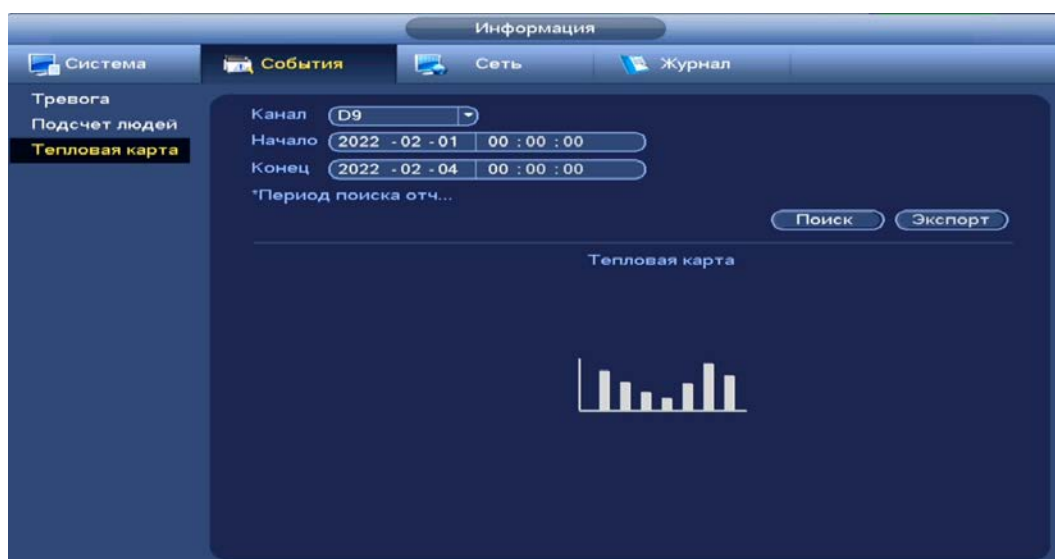 Информация
Система
События
Сеть
Журнал
Тревога
Подсчет людей
Тепловая карта
Канал D9
Начало 2022 - 02 - 01 00 : 00 : 00
Конец 2022 - 02 - 04 00 : 00 : 00
*Период поиска отч...
Поиск
Экспорт
Тепловая карта